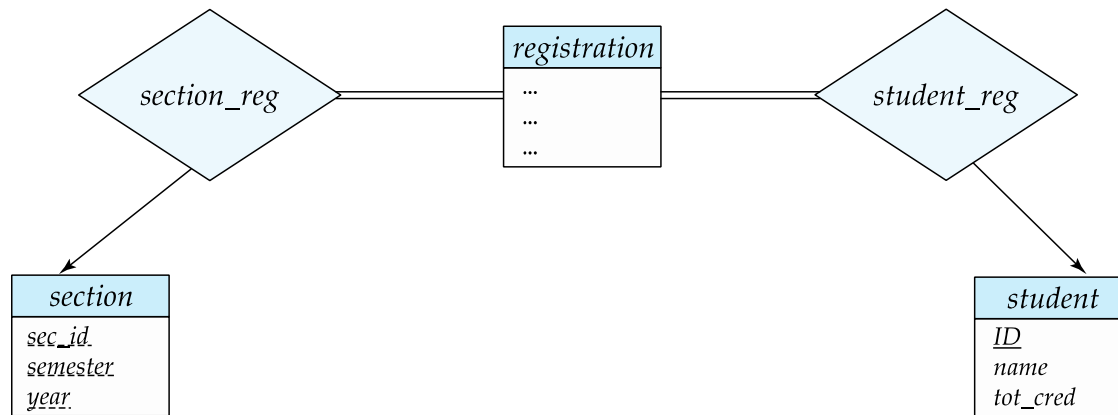 section_reg
registration
...
...
...
student_reg
section
sec_id
semester
year
student
ID
name
tot_cred